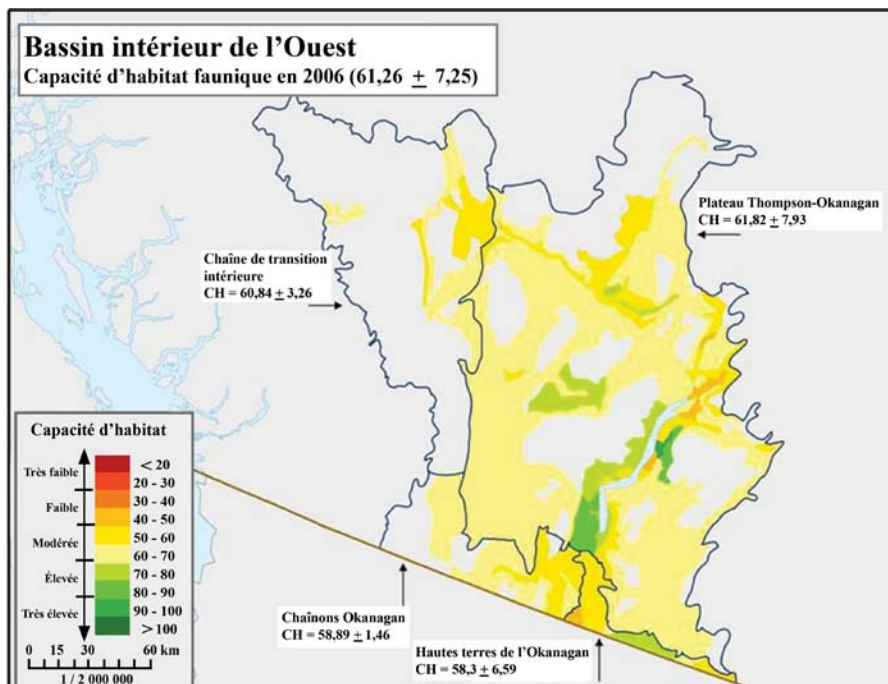 Bassin intérieur de l’Ouest
Capacité d’habitat faunique en 2006 (61,26 ± 7,25)
Plateau Thompson-Okanagan
CH = 61,82 ± 7,93
Chaîne de transition
intérieure
CH = 60,84 ± 3,26
Capacité d’habitat
Très faible
Faible
Modérée
Élevée
Très élevée
< 20
20 - 30
30 - 40
40 - 50
50 - 60
60 - 70
70 - 80
80 - 90
90 - 100
> 100
0 15 30 60 km
1 / 2 000 000
Chaînons Okanagan
CH = 58,89 ± 1,46
Hautes terres de l’Okanagan
CH = 58,3 ± 6,59